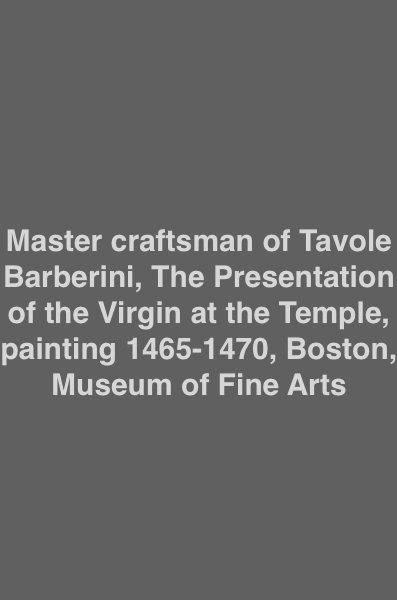 Master craftsman of Tavole
Barberini, The Presentation
of the Virgin at the Temple,
painting 1465-1470, Boston,
Museum of Fine Arts